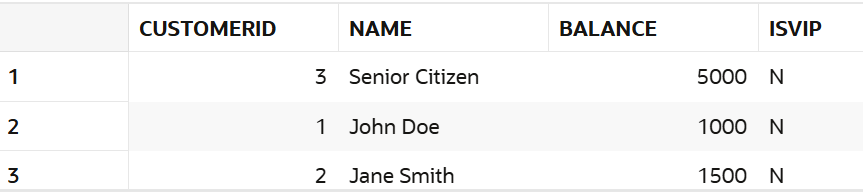 CUSTOMERID NAME BALANCE ISVIP
1 3 Senior Citizen 5000 N
2 1 John Doe 1000 N
3 2 Jane Smith 1500 N